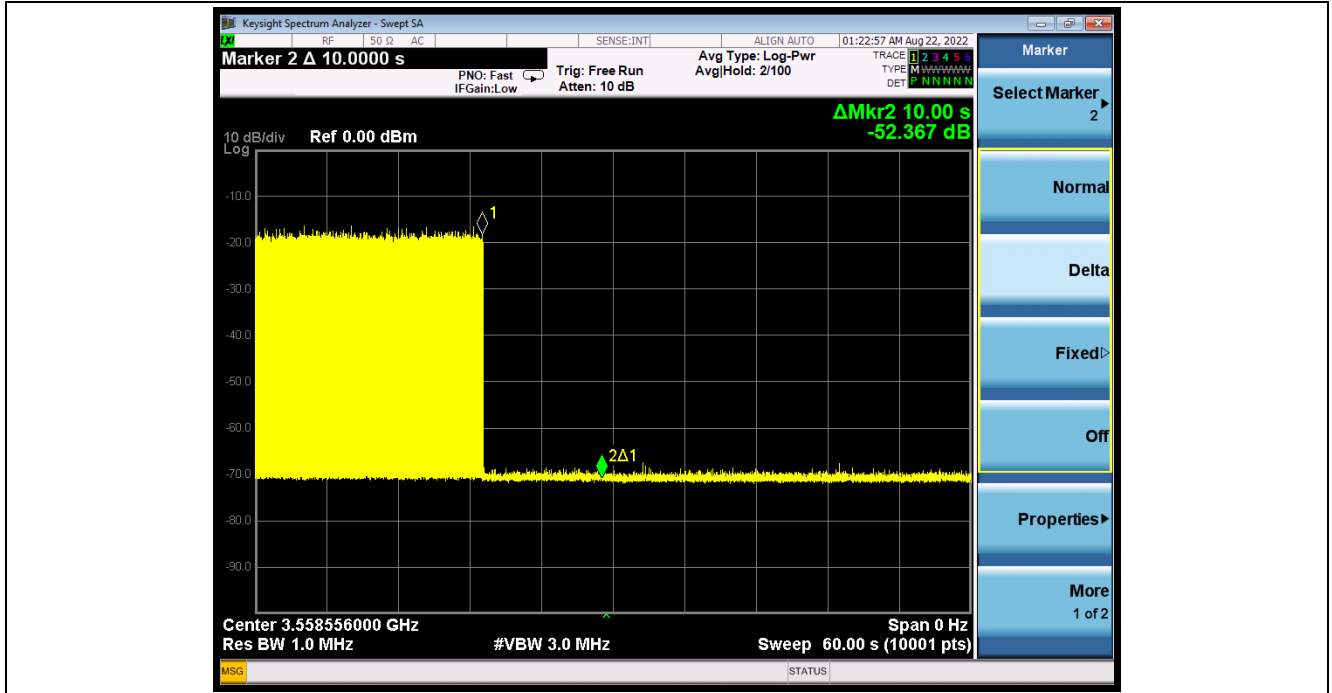 Keysight Spectrum Analyzer - Swept SA
LXI RF 50 Ω AC SENSE:INT ALIGN AUTO 01:22:57 AM Aug 22, 2022
Marker 2 Δ 10.0000 s
PNO: Fast
IFGain:Low
Trig: Free Run
Atten: 10 dB
Avg Type: Log-Pwr
Avg|Hold: 2/100
TRACE 1 2 3 4 5 6
TYPE M WWWWW
DET P N N N N N
ΔMkr2 10.00 s
-52.367 dB
10 dB/div Ref 0.00 dBm
Log
-10.0
-20.0
-30.0
-40.0
-50.0
-60.0
-70.0
-80.0
-90.0
1
2Δ1
Center 3.558556000 GHz Span 0 Hz
Res BW 1.0 MHz #VBW 3.0 MHz Sweep 60.00 s (10001 pts)
MSG STATUS
Marker
Select Marker
2
Normal
Delta
Fixed
Off
Properties
More
1 of 2